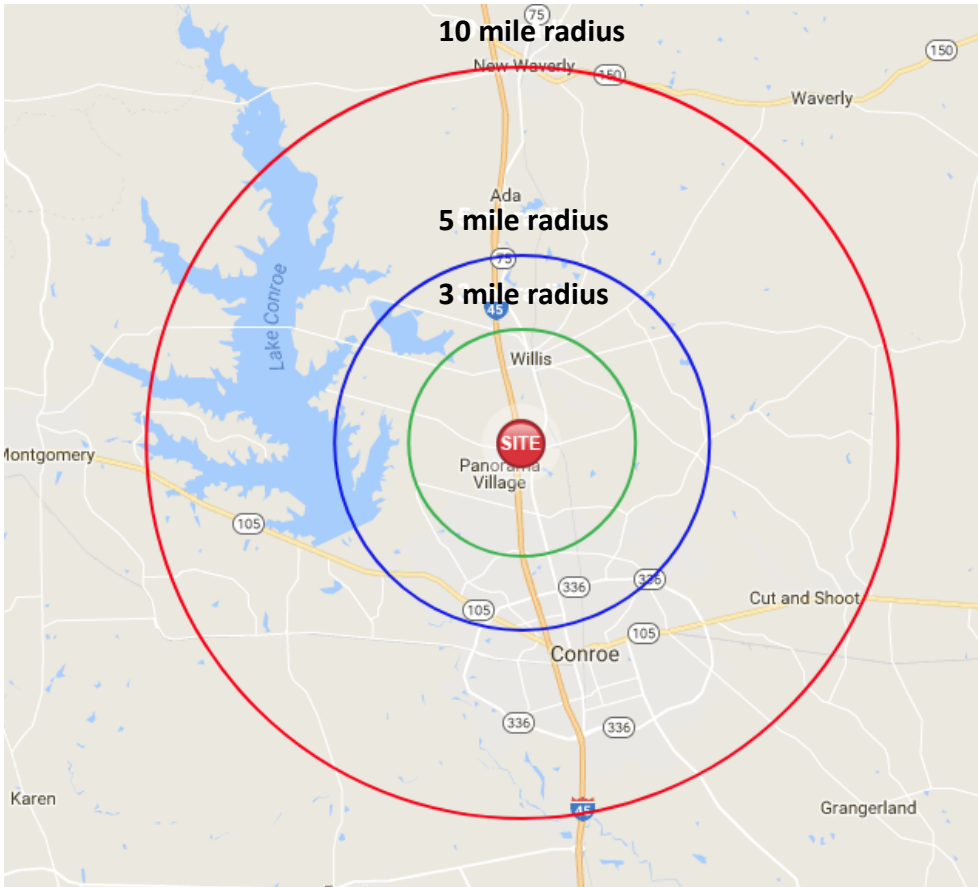 75
10 mile radius
New Waverly
150
150
Waverly
Ada
5 mile radius
75
3 mile radius
45
Lake Conroe
Willis
SITE
Panorama
Village
Montgomery
105
336
336
Cut and Shoot
105
105
Conroe
336
336
Karen
45
Grangerland